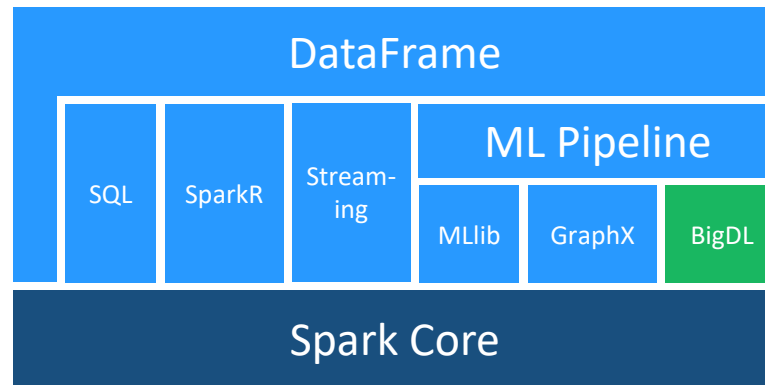 DataFrame
ML Pipeline
SQL
SparkR
Stream-
ing
MLlib
GraphX
BigDL
Spark Core